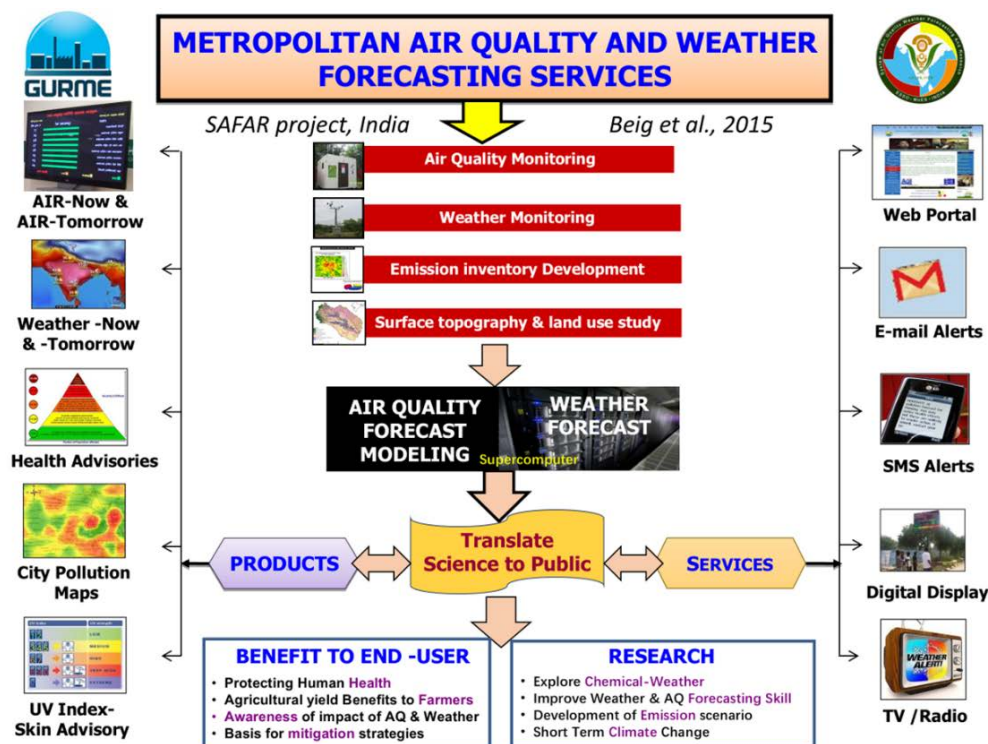 METROPOLITAN AIR QUALITY AND WEATHER
FORECASTING SERVICES
GURME
SAFAR project, India
Beig et al., 2015
Air Quality Monitoring
Weather Monitoring
Emission inventory Development
Surface topography & land use study
AIR QUALITY
FORECAST
MODELING
WEATHER
FORECAST
Supercomputer
Translate
Science to Public
PRODUCTS
SERVICES
AIR-Now &
AIR-Tomorrow
Weather -Now
& -Tomorrow
Health Advisories
City Pollution
Maps
UV Index-
Skin Advisory
Web Portal
E-mail Alerts
SMS Alerts
Digital Display
WEATHER
ALERT!
TV /Radio
BENEFIT TO END -USER
• Protecting Human Health
• Agricultural yield Benefits to Farmers
• Awareness of impact of AQ & Weather
• Basis for mitigation strategies
RESEARCH
• Explore Chemical-Weather
• Improve Weather & AQ Forecasting Skill
• Development of Emission scenario
• Short Term Climate Change